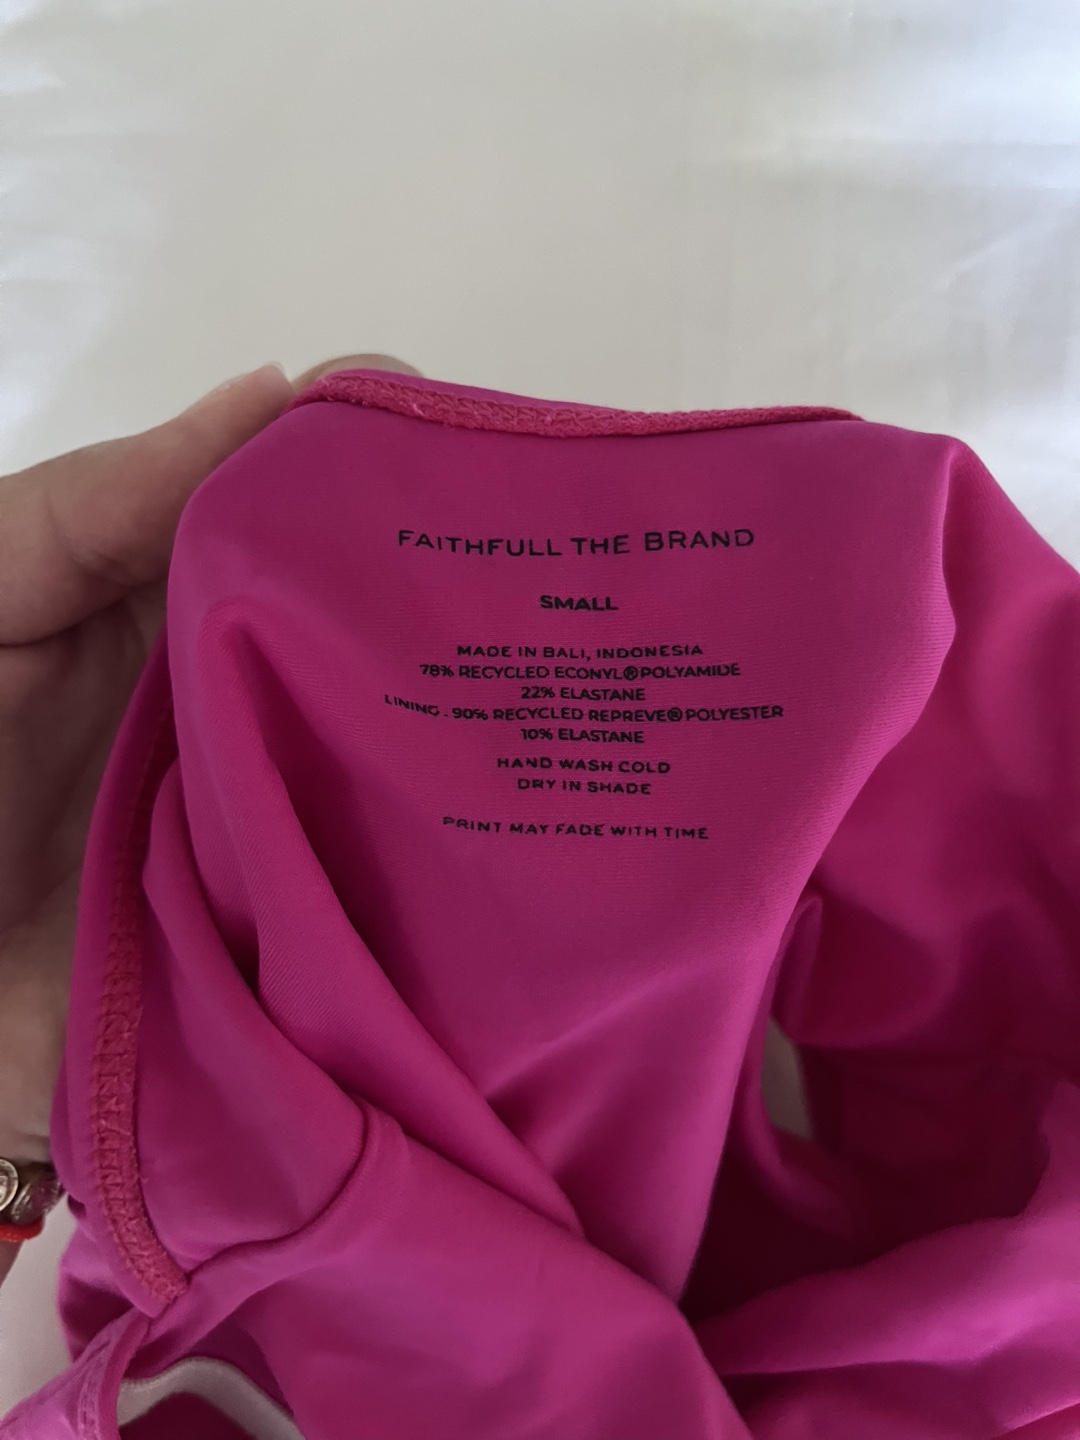 FAITHFULL THE BRAND
SMALL
MADE IN BALI, INDONESIA
78% RECYCLED ECONYL®POLYAMIDE
22% ELASTANE
LINING - 90% RECYCLED REPREVE®POLYESTER
10% ELASTANE
HAND WASH COLD
DRY IN SHADE
PRINT MAY FADE WITH TIME